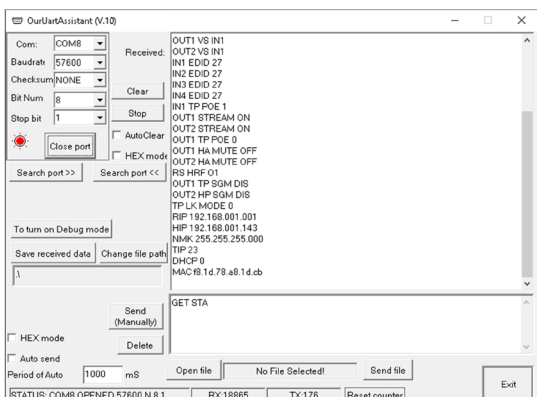 OurUartAssistant (V.10)
Com: COM8
Baudrate 57600
Checksum NONE
Bit Num 8
Stop bit 1
Close port
Received:
Clear
Stop
AutoClear
HEX mode
Search port >> Search port <<
To turn on Debug mode
Save received data Change file path
.\
OUT1 VS IN1
OUT2 VS IN1
IN1 EDID 27
IN2 EDID 27
IN3 EDID 27
IN4 EDID 27
IN1 TP POE 1
OUT1 STREAM ON
OUT2 STREAM ON
OUT1 TP POE 0
OUT1 HA MUTE OFF
OUT2 HA MUTE OFF
RS HRF O1
OUT1 TP SGM DIS
OUT2 HP SGM DIS
TP LK MODE 0
RIP 192.168.001.001
HIP 192.168.001.143
NMK 255.255.255.000
TIP 23
DHCP 0
MAC f8.1d.78.a8.1d.cb
Send
(Manually)
GET STA
HEX mode
Delete
Auto send
Period of Auto 1000 mS
Open file No File Selected! Send file
Exit
STATUS: COM8 OPENED 57600 N 8 1 RX:18865 TX:176 Reset counter